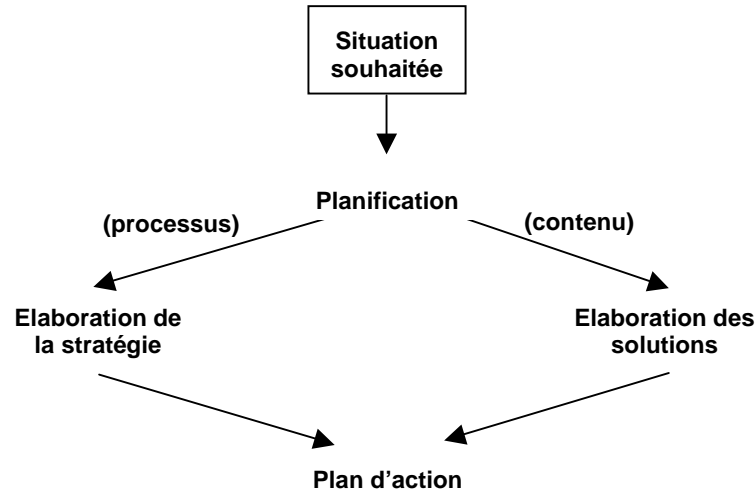 Situation
souhaitée
Planification
(processus)
(contenu)
Elaboration de
la stratégie
Elaboration des
solutions
Plan d’action